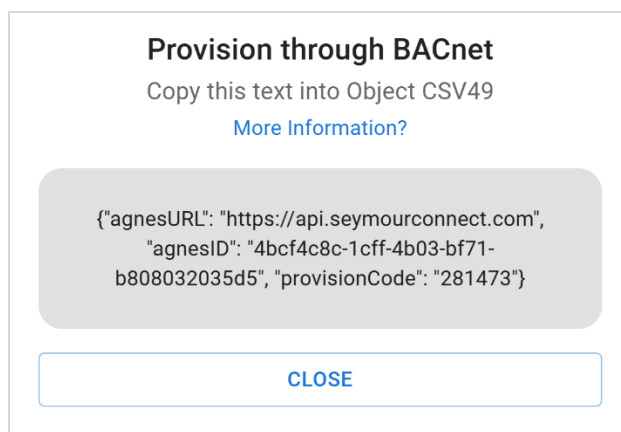 Provision through BACnet
Copy this text into Object CSV49
More Information?
{"agnesURL": "https://api.seymourconnect.com",
"agnesID": "4bcf4c8c-1cff-4b03-bf71-
b808032035d5", "provisionCode": "281473"}
CLOSE